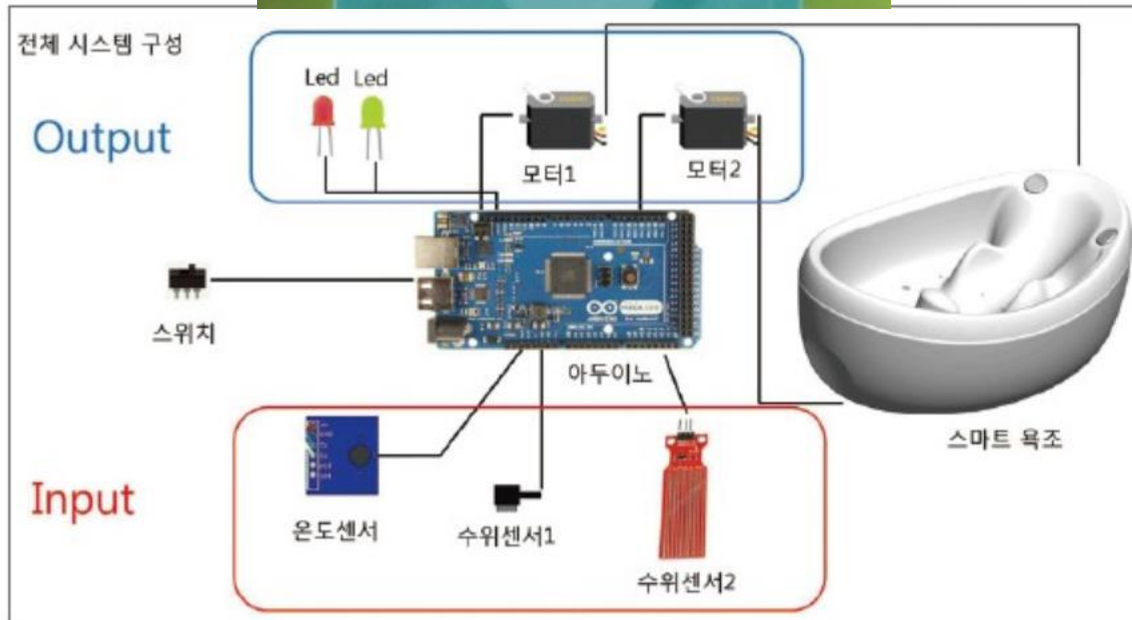 전체 시스템 구성
Led Led
Output
모터1
모터2
스위치
아두이노
스마트 욕조
Input
온도센서
수위센서1
수위센서2